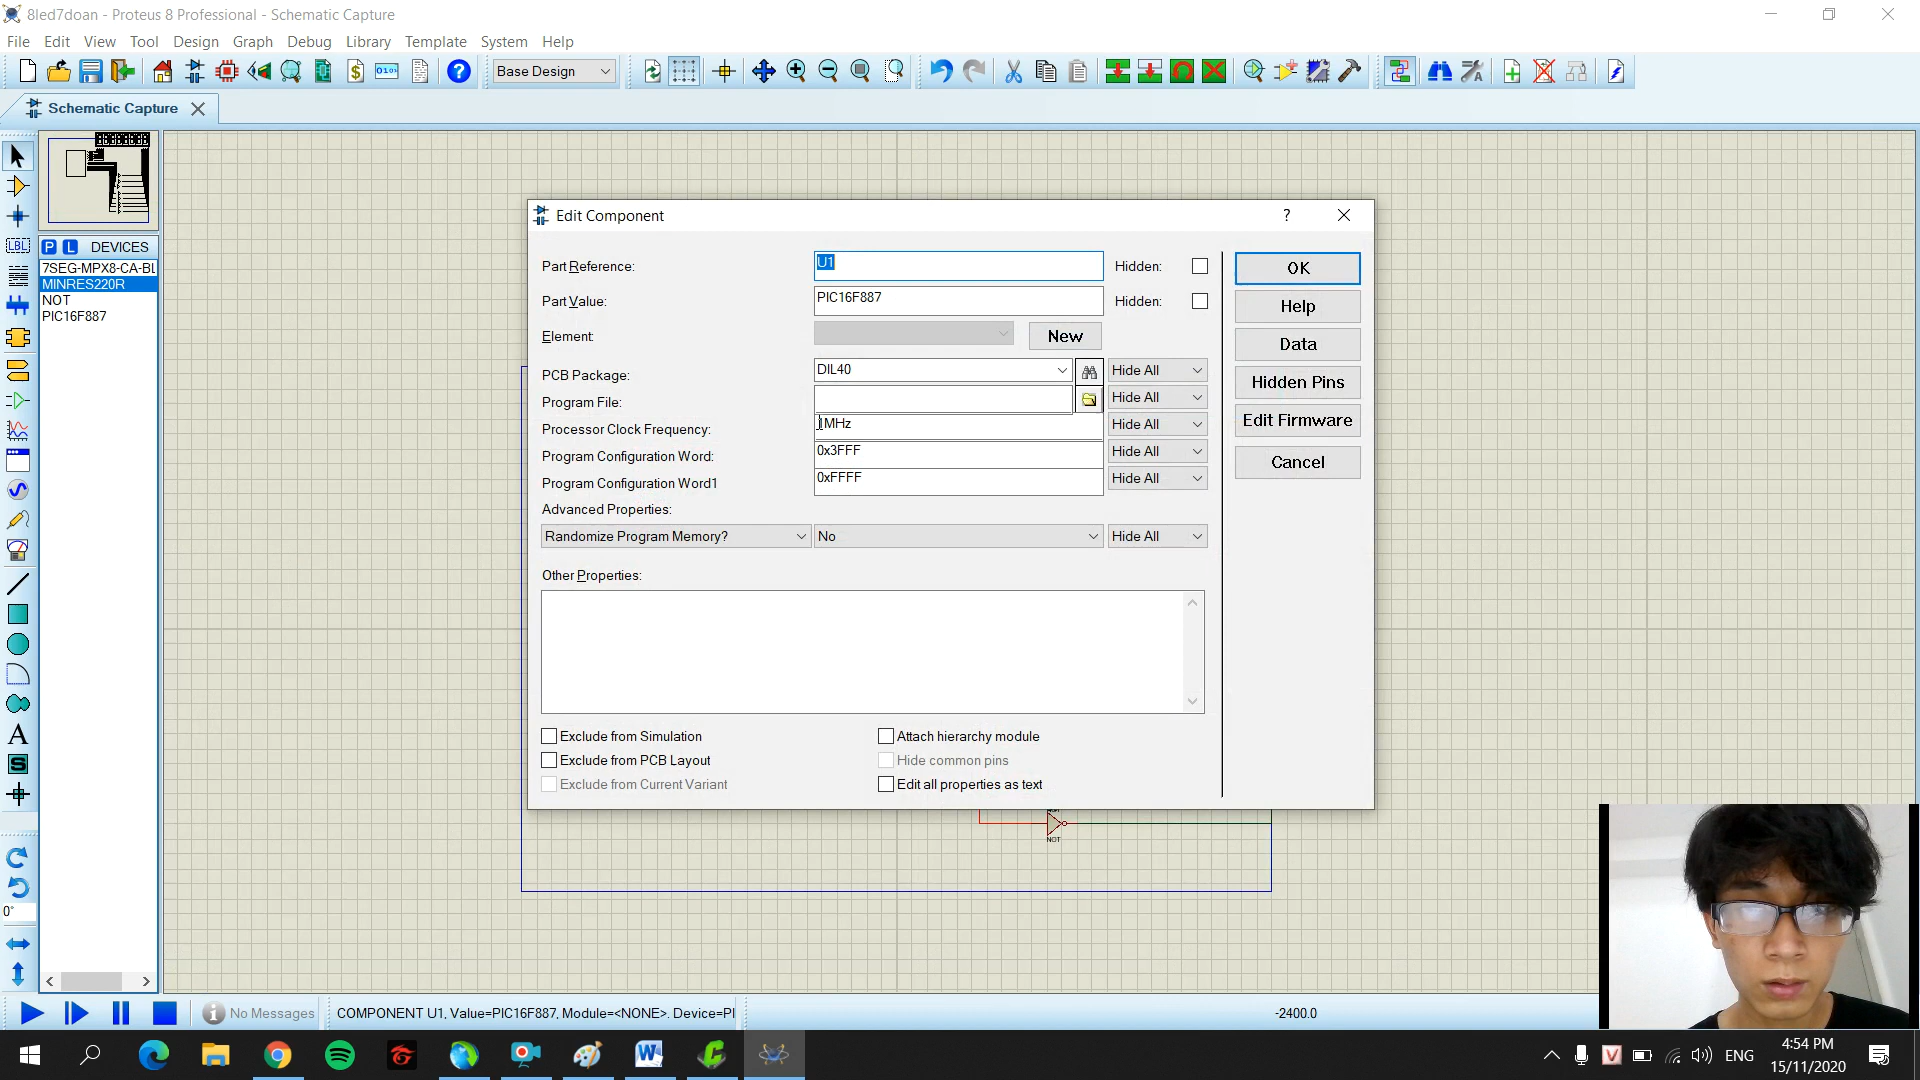 8led7doan - Proteus 8 Professional - Schematic Capture
File Edit View Tool Design Graph Debug Library Template System Help
Base Design
Schematic Capture
P L DEVICES
7SEG-MPX8-CA-BL
MINRES220R
NOT
PIC16F887
LBL
A
S
0°
Edit Component
?
Part Reference: U1 Hidden:
Part Value: PIC16F887 Hidden:
Element: New
PCB Package: DIL40 Hide All
Program File: Hide All
Processor Clock Frequency: 1MHz Hide All
Program Configuration Word: 0x3FFF Hide All
Program Configuration Word1 0xFFFF Hide All
Advanced Properties:
Randomize Program Memory? No Hide All
Other Properties:
Exclude from Simulation Attach hierarchy module
Exclude from PCB Layout Hide common pins
Exclude from Current Variant Edit all properties as text
OK
Help
Data
Hidden Pins
Edit Firmware
Cancel
NOT
No Messages COMPONENT U1, Value=PIC16F887, Module=<NONE>. Device=PI -2400.0
ENG
4:54 PM
15/11/2020